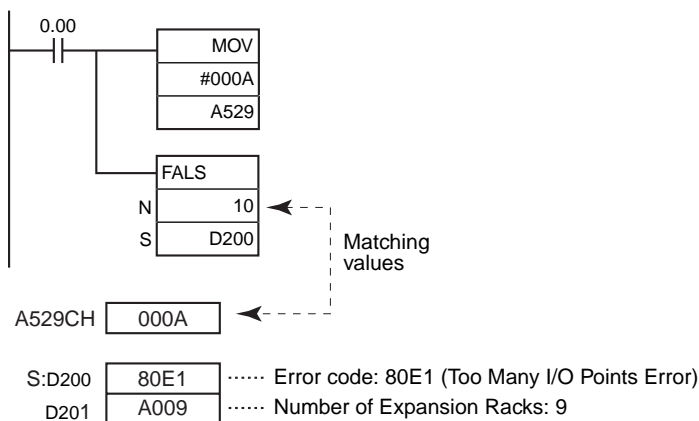 0.00
MOV
#000A
A529
FALS
N 10
S D200
Matching
values
A529CH 000A
S:D200 80E1 ...... Error code: 80E1 (Too Many I/O Points Error)
D201 A009 ...... Number of Expansion Racks: 9